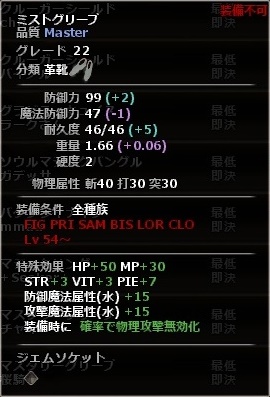 装備不可
ミストグリーブ
品質 Master
グレード 22
分類 革靴
防御力 99 (+2)
魔法防御力 47 (-1)
耐久度 46/46 (+5)
重量 1.66 (+0.06)
硬度 2
物理属性 斬40 打30 突30
装備条件 全種族
FIG PRI SAM BIS LOR CLO
Lv 54～
特殊効果 HP+50 MP+30
STR+3 VIT+3 PIE+7
防御魔法属性(水) +15
攻撃魔法属性(水) +15
装備時に 確率で物理攻撃無効化
ジェムソケット